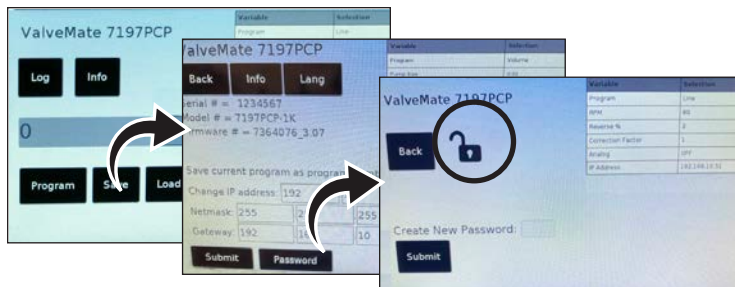 ValveMate 7197PCP
Log Info
0
Program Save Load
Variable Selection
Program Line
ValveMate 7197PCP
Back Info Lang
Serial # = 1234567
Model # = 7197PCP-1K
Firmware # = 7364076_3.07
Save current program as program
Change IP address: 192
Netmask: 255 255
Gateway: 192 10
Submit Password
Variable Selection
Program Volume
ValveMate 7197PCP
Back
Create New Password:
Submit
Variable Selection
Program Line
RPM
Reverse %
Correction Factor 1
Analog OFF
IP Address